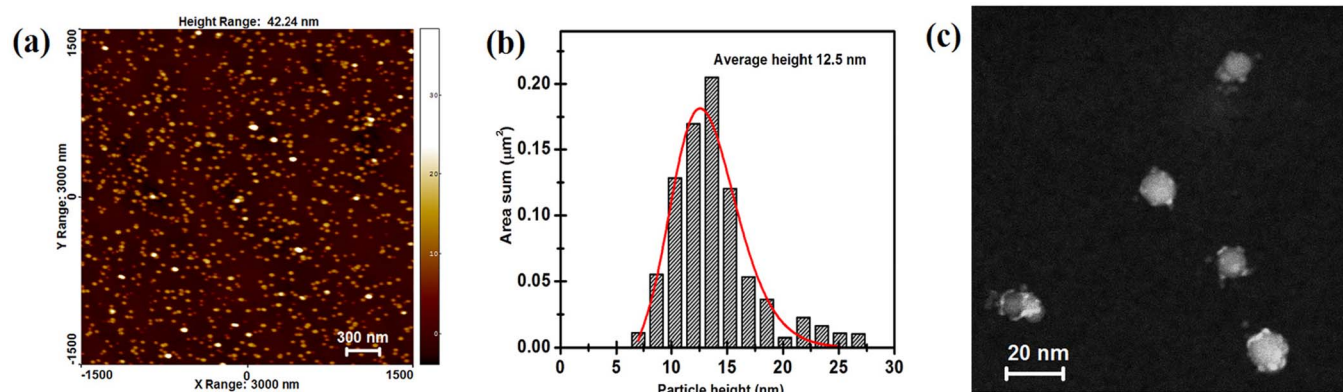 (a)
Height Range: 42.24 nm
1500
0
-1500
Y Range: 3000 nm
300 nm
-1500
0
1500
X Range: 3000 nm
30
20
10
0
(b)
Average height 12.5 nm
Area sum (μm²)
0.20
0.15
0.10
0.05
0.00
0
5
10
15
20
25
30
Particle height (nm)
(c)
20 nm